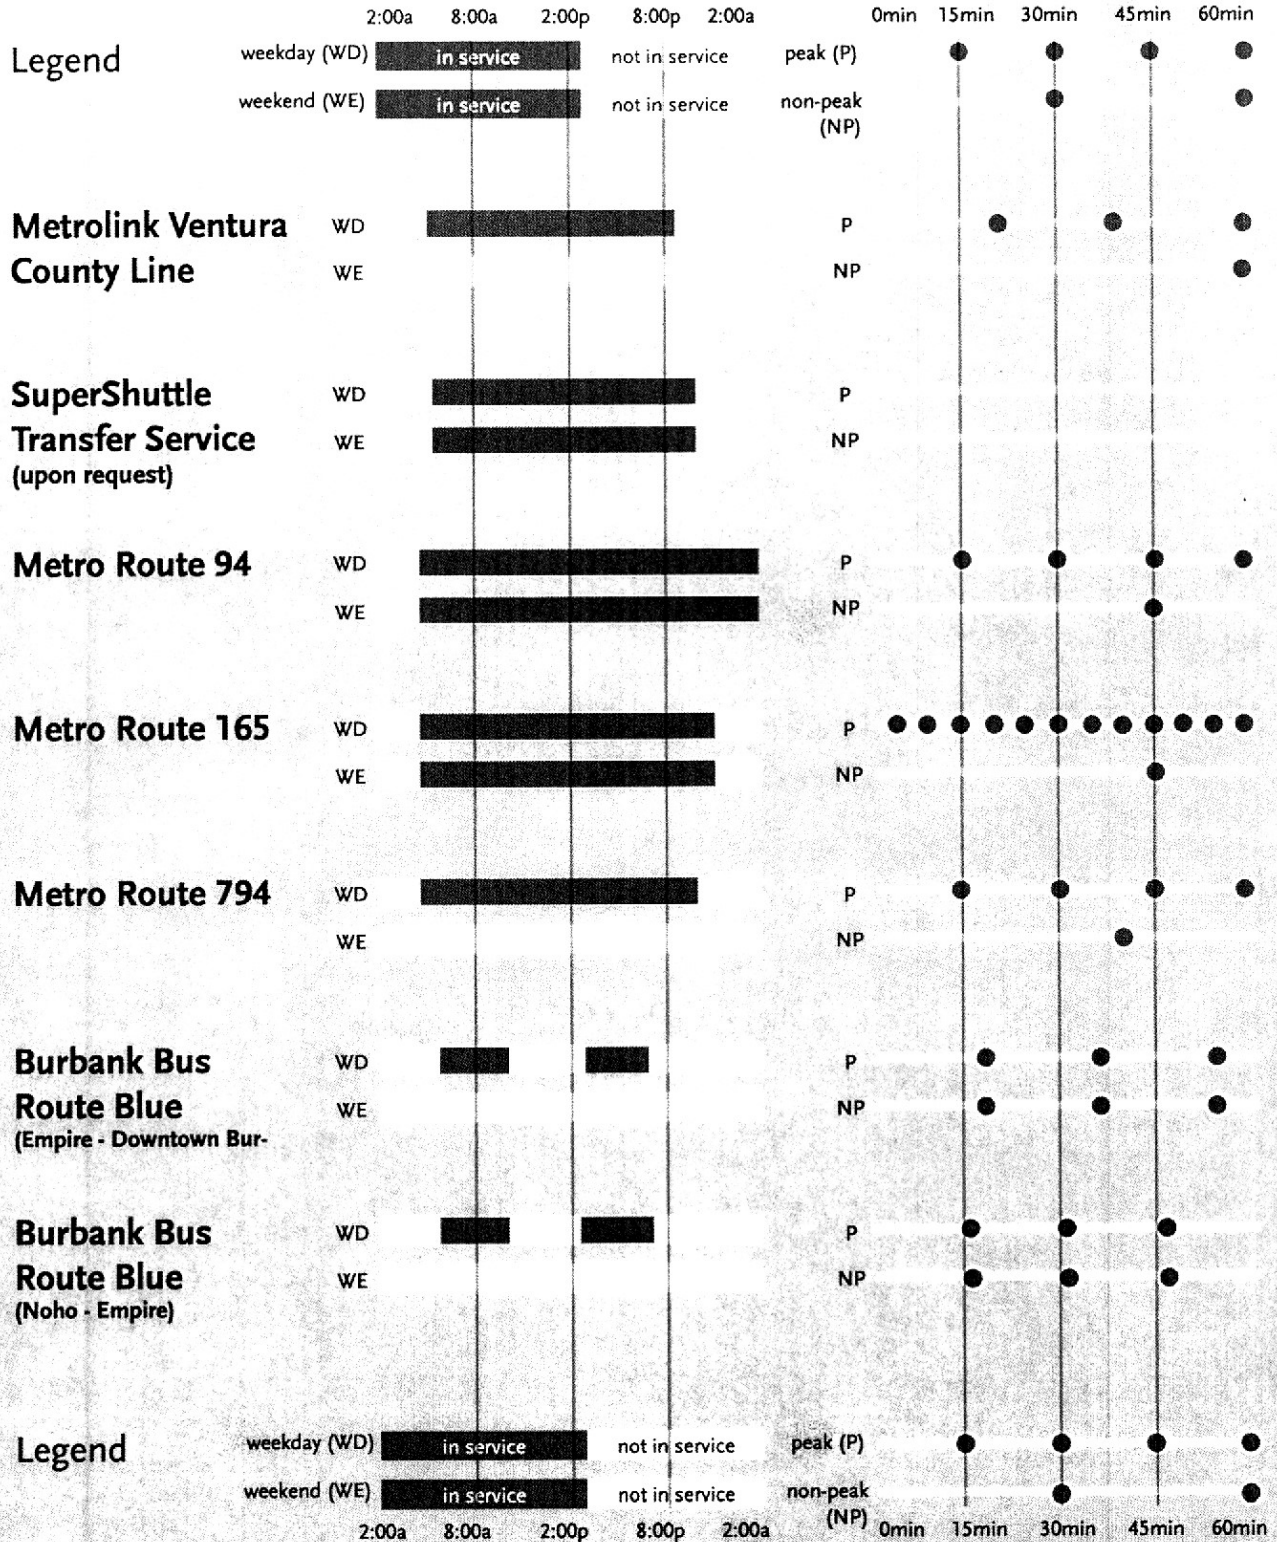 2:00a 8:00a 2:00p 8:00p 2:00a 0min 15min 30min 45min 60min
Legend weekday (WD) in service not in service peak (P)
weekend (WE) in service not in service non-peak
(NP)
Metrolink Ventura WD P
County Line WE NP
SuperShuttle WD P
Transfer Service WE NP
(upon request)
Metro Route 94 WD P
WE NP
Metro Route 165 WD P
WE NP
Metro Route 794 WD P
WE NP
Burbank Bus WD P
Route Blue WE NP
(Empire - Downtown Bur-
Burbank Bus WD P
Route Blue WE NP
(Noho - Empire)
Legend weekday (WD) in service not in service peak (P)
weekend (WE) in service not in service non-peak
(NP)
2:00a 8:00a 2:00p 8:00p 2:00a 0min 15min 30min 45min 60min